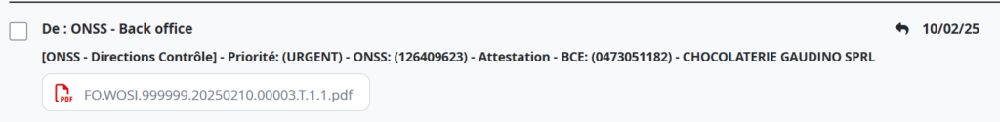 De : ONSS - Back office
10/02/25
[ONSS - Directions Contrôle] - Priorité: (URGENT) - ONSS: (126409623) - Attestation - BCE: (0473051182) - CHOCOLATERIE GAUDINO SPRL
PDF
FO.WOSI.999999.20250210.00003.T.1.1.pdf